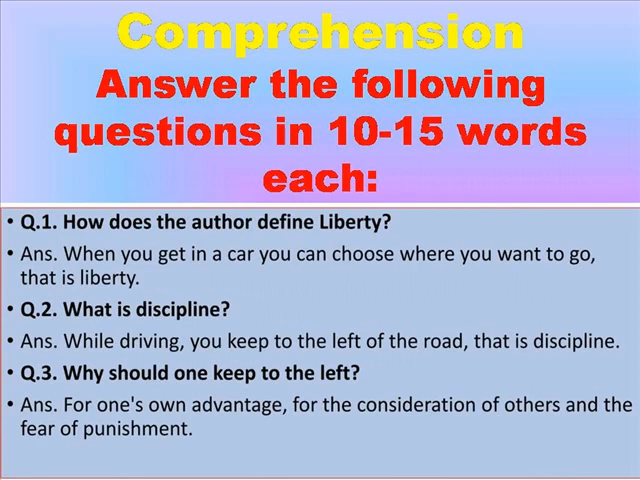 Comprehension
Answer the following
questions in 10-15 words
each:
• Q.1. How does the author define Liberty?
• Ans. When you get in a car you can choose where you want to go,
that is liberty.
• Q.2. What is discipline?
• Ans. While driving, you keep to the left of the road, that is discipline.
• Q.3. Why should one keep to the left?
• Ans. For one's own advantage, for the consideration of others and the
fear of punishment.